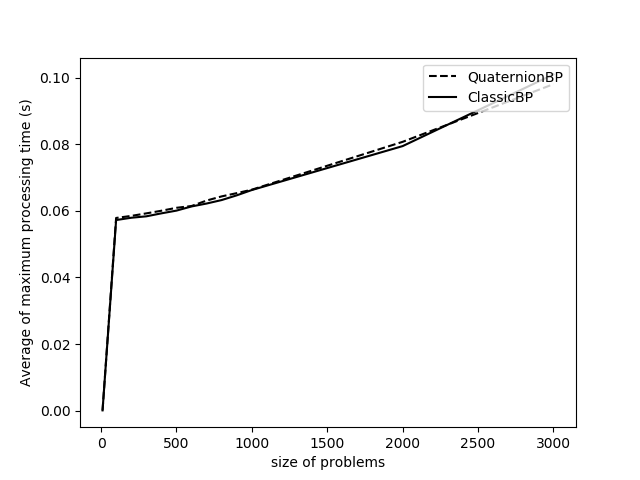 QuaternionBP
ClassicBP
Average of maximum processing time (s)
0.10
0.08
0.06
0.04
0.02
0.00
0 500 1000 1500 2000 2500 3000
size of problems